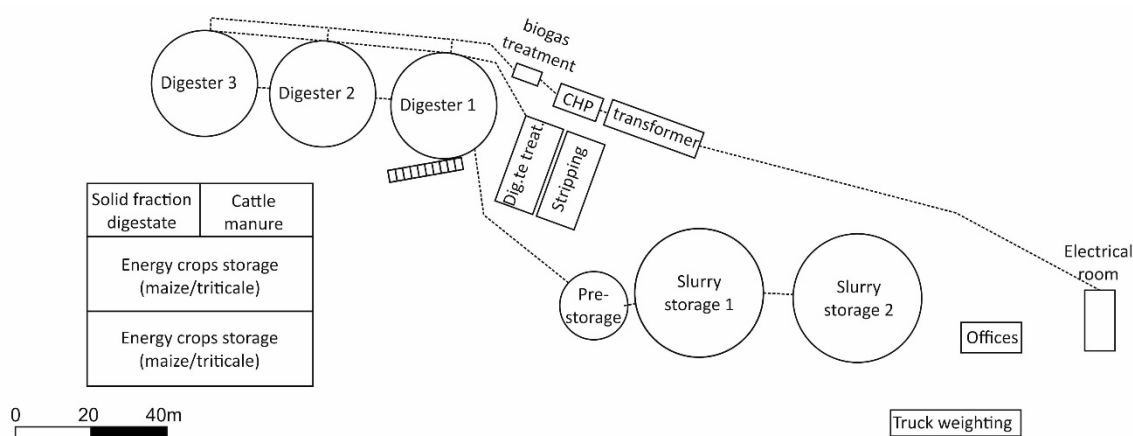 biogas
treatment
Digester 3
Digester 2
Digester 1
CHP
transformer
Dig.te treat.
Stripping
Solid fraction
digestate
Cattle
manure
Energy crops storage
(maize/triticale)
Energy crops storage
(maize/triticale)
Pre-
storage
Slurry
storage 1
Slurry
storage 2
Electrical
room
Offices
Truck weighting
0 20 40m